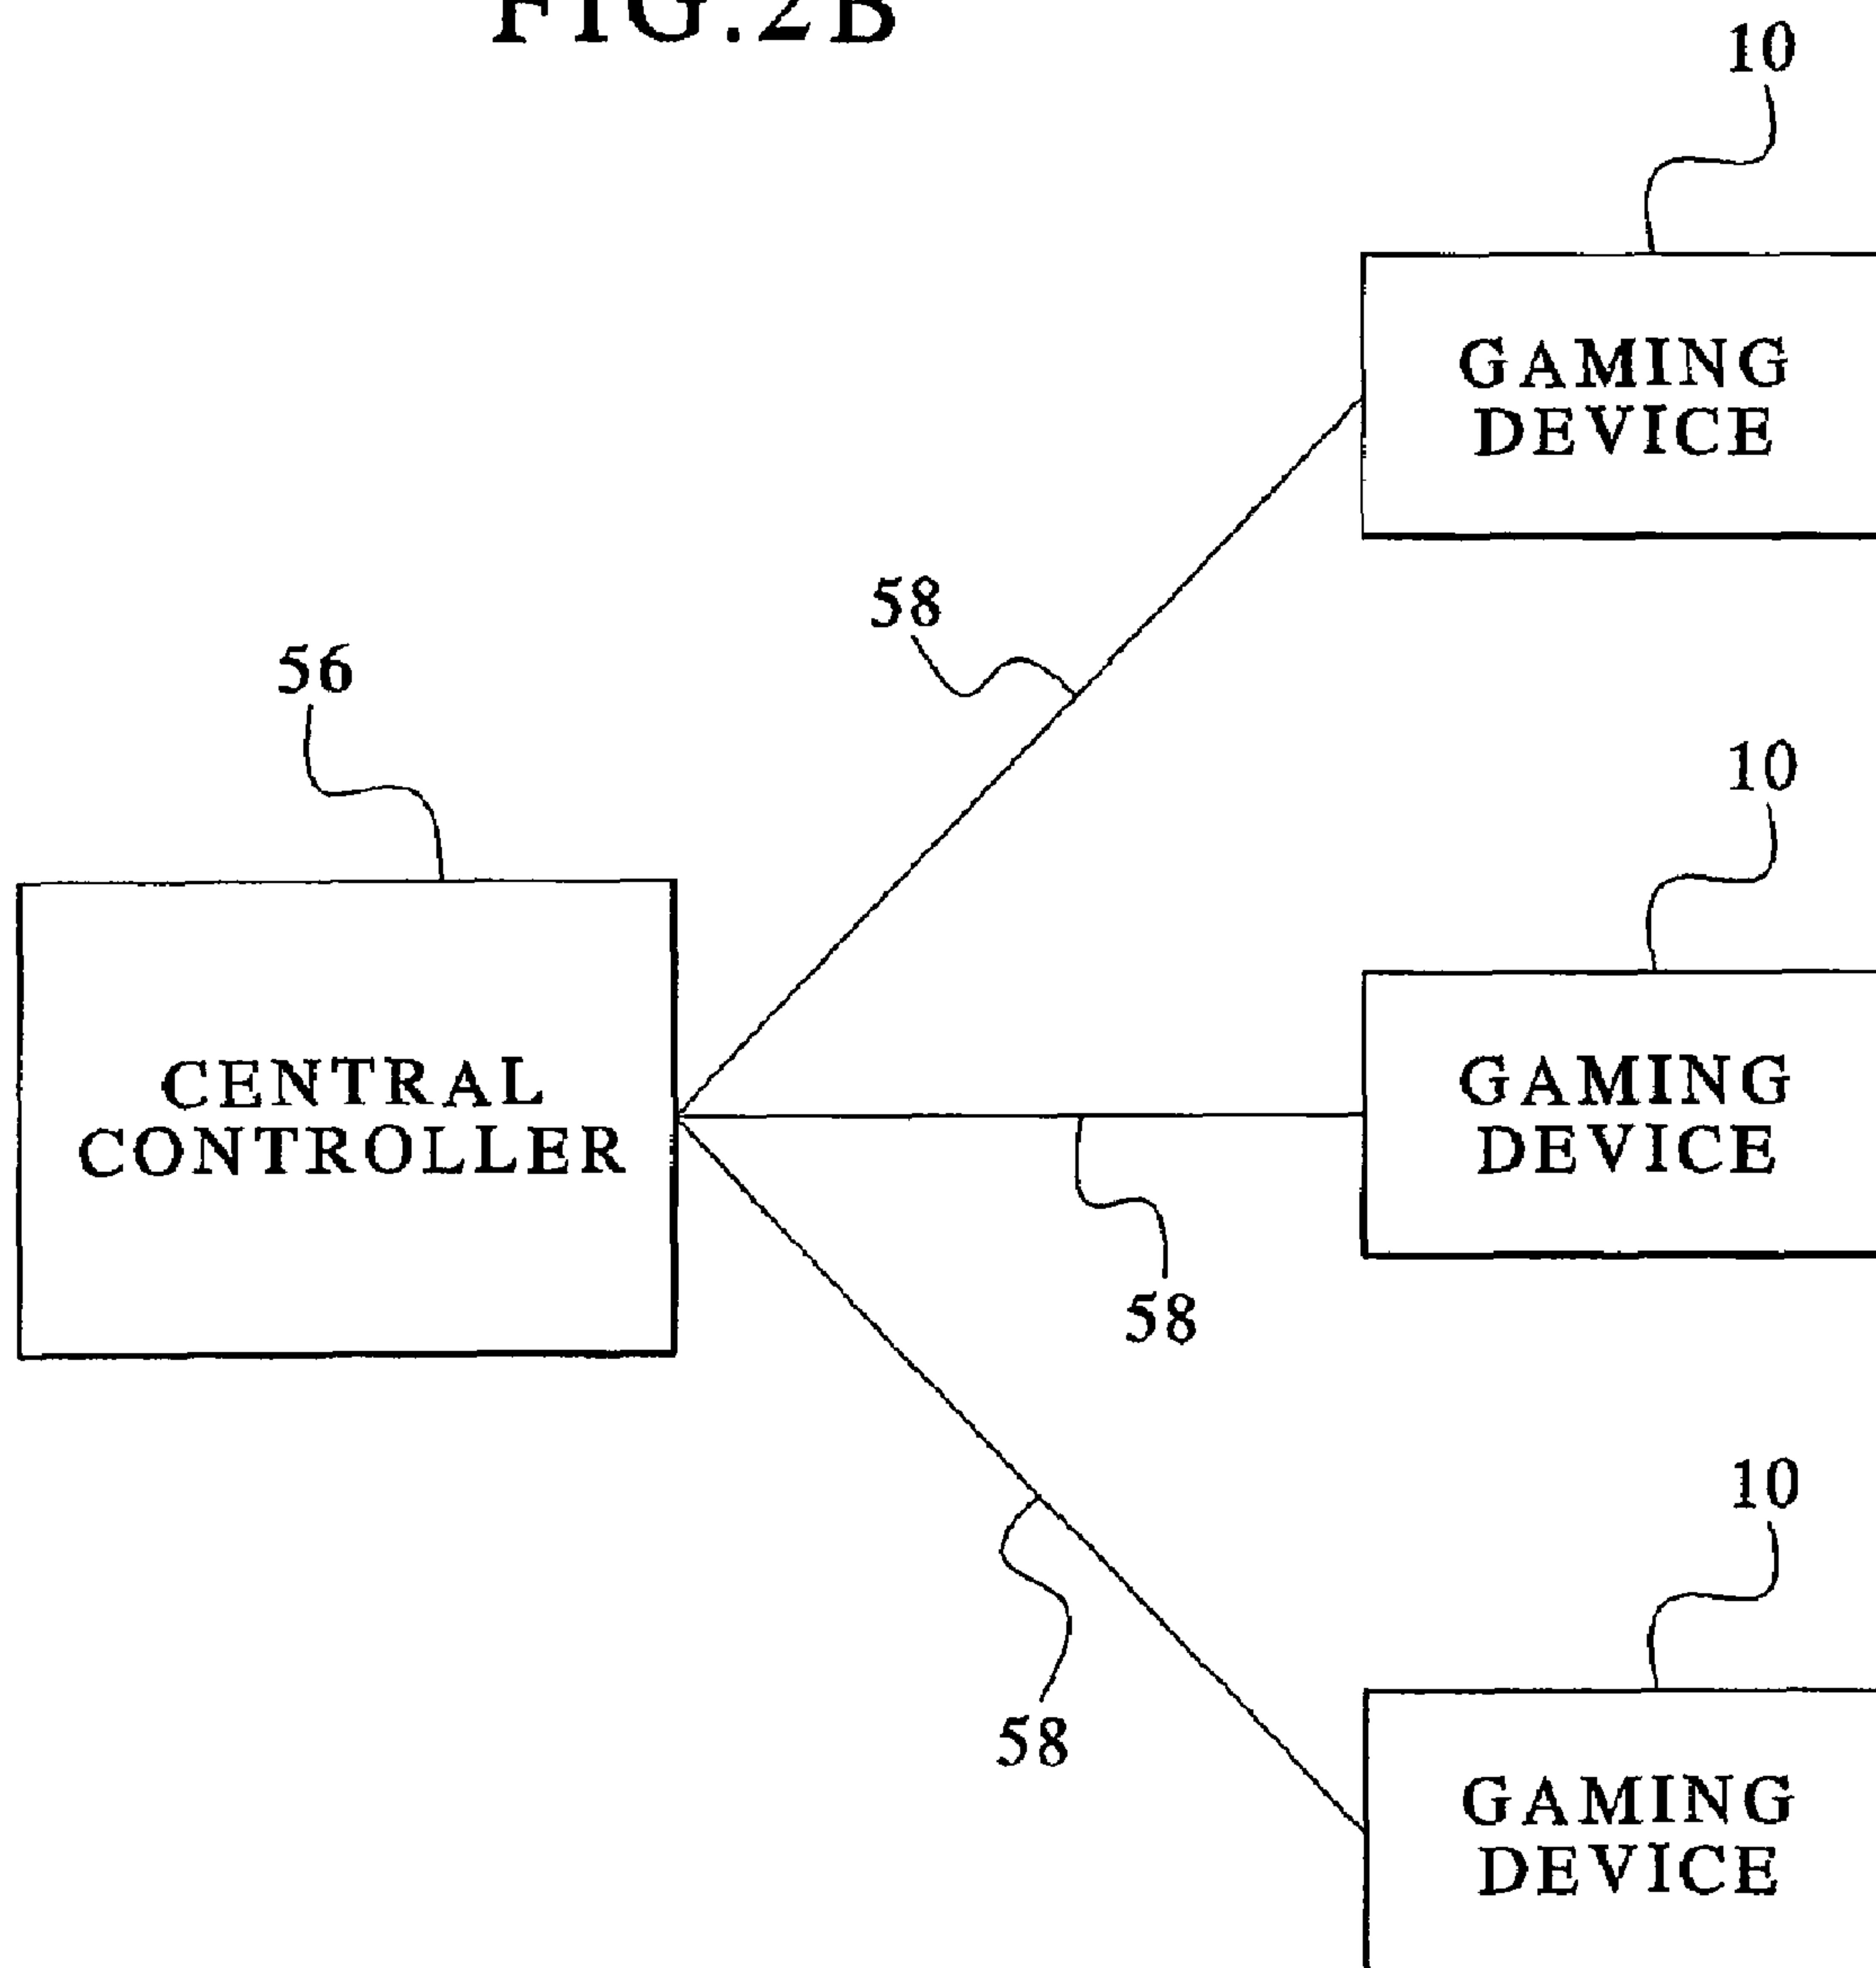 FIG.2B
10
GAMING
DEVICE
58
56
10
CENTRAL
CONTROLLER
GAMING
DEVICE
58
10
58
GAMING
DEVICE